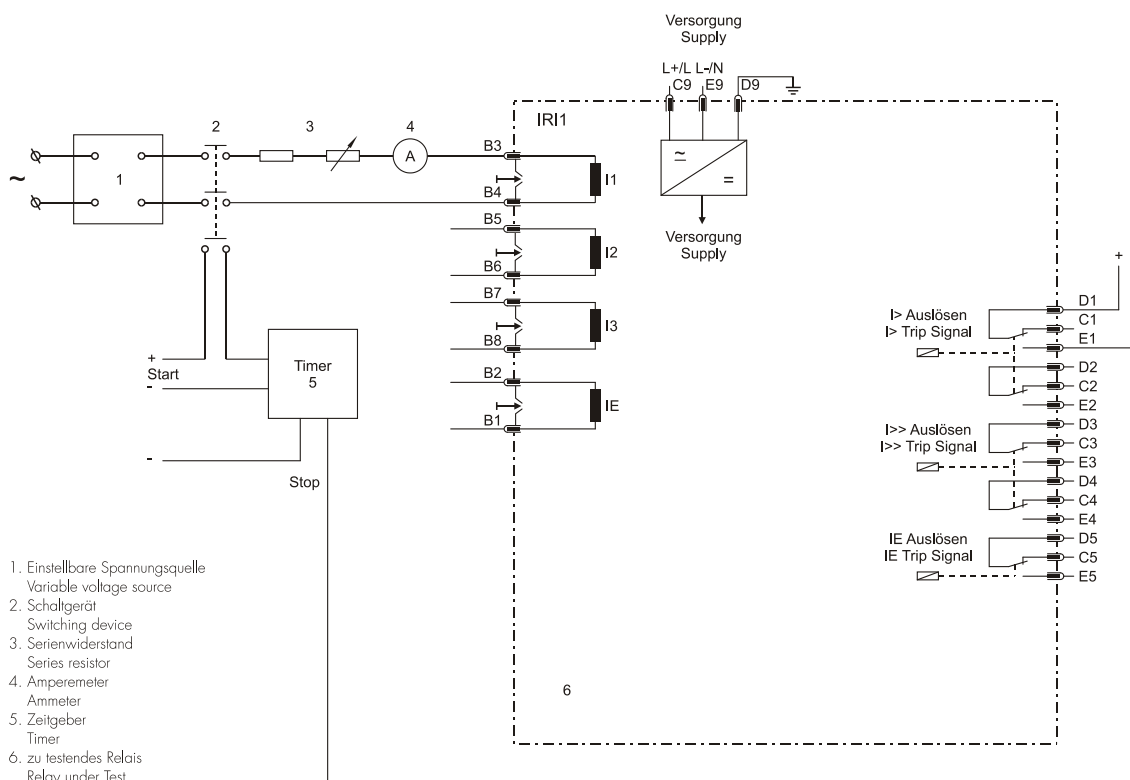 Versorgung
Supply
L+/L L-/N
C9 E9 D9
IRI1
2 3 4
1
A
~
B3
I1
B4
B5
I2
B6
B7
I3
B8
B2
IE
B1
~
=
Versorgung
Supply
+
Start
-
-
Timer
5
Stop
+
I> Auslösen
I> Trip Signal
I>> Auslösen
I>> Trip Signal
IE Auslösen
IE Trip Signal
D1
C1
E1
D2
C2
E2
D3
C3
E3
D4
C4
E4
D5
C5
E5
6
1. Einstellbare Spannungsquelle
Variable voltage source
2. Schaltgerät
Switching device
3. Serienwiderstand
Series resistor
4. Amperemeter
Ammeter
5. Zeitgeber
Timer
6. zu testendes Relais
Relay under Test